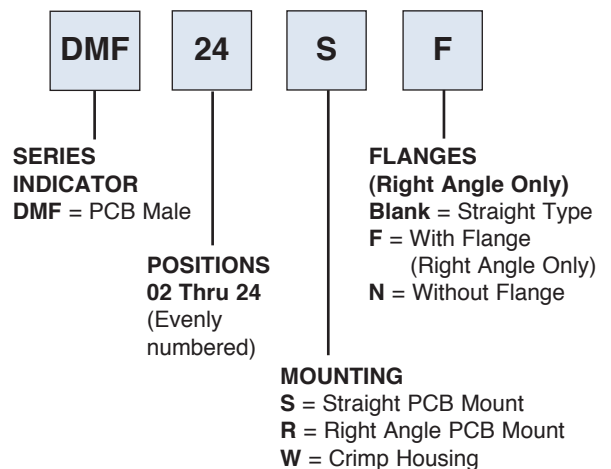 DMF 24 S F
SERIES
INDICATOR
DMF = PCB Male
POSITIONS
02 Thru 24
(Evenly
numbered)
MOUNTING
S = Straight PCB Mount
R = Right Angle PCB Mount
W = Crimp Housing
FLANGES
(Right Angle Only)
Blank = Straight Type
F = With Flange
(Right Angle Only)
N = Without Flange